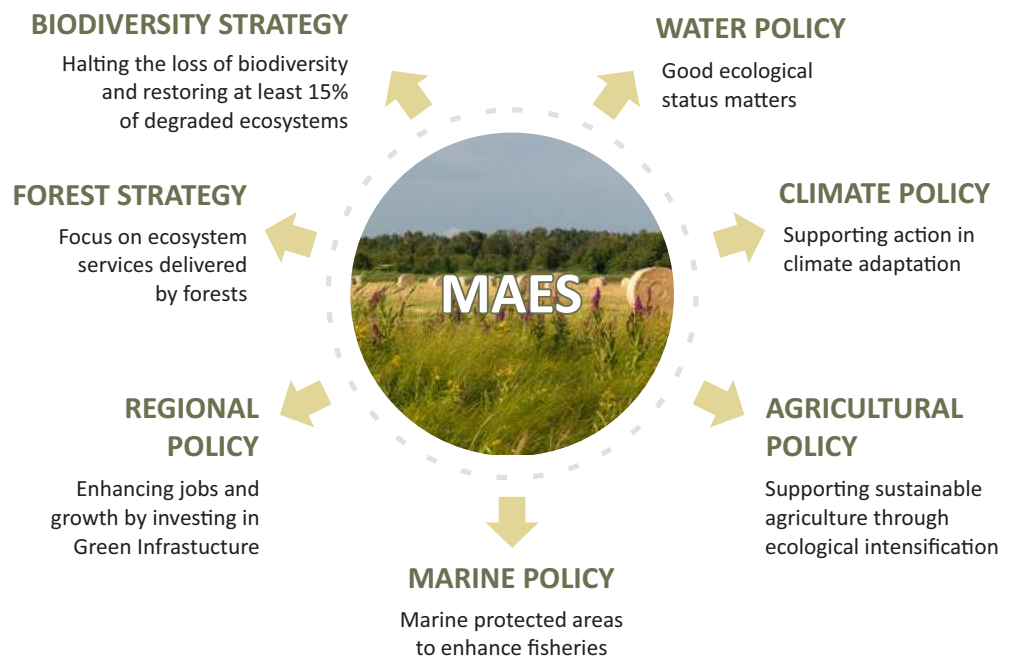 BIODIVERSITY STRATEGY
Halting the loss of biodiversity
and restoring at least 15%
of degraded ecosystems
WATER POLICY
Good ecological
status matters
FOREST STRATEGY
Focus on ecosystem
services delivered
by forests
CLIMATE POLICY
Supporting action in
climate adaptation
MAES
REGIONAL
POLICY
Enhancing jobs and
growth by investing in
Green Infrastucture
AGRICULTURAL
POLICY
Supporting sustainable
agriculture through
ecological intensification
MARINE POLICY
Marine protected areas
to enhance fisheries